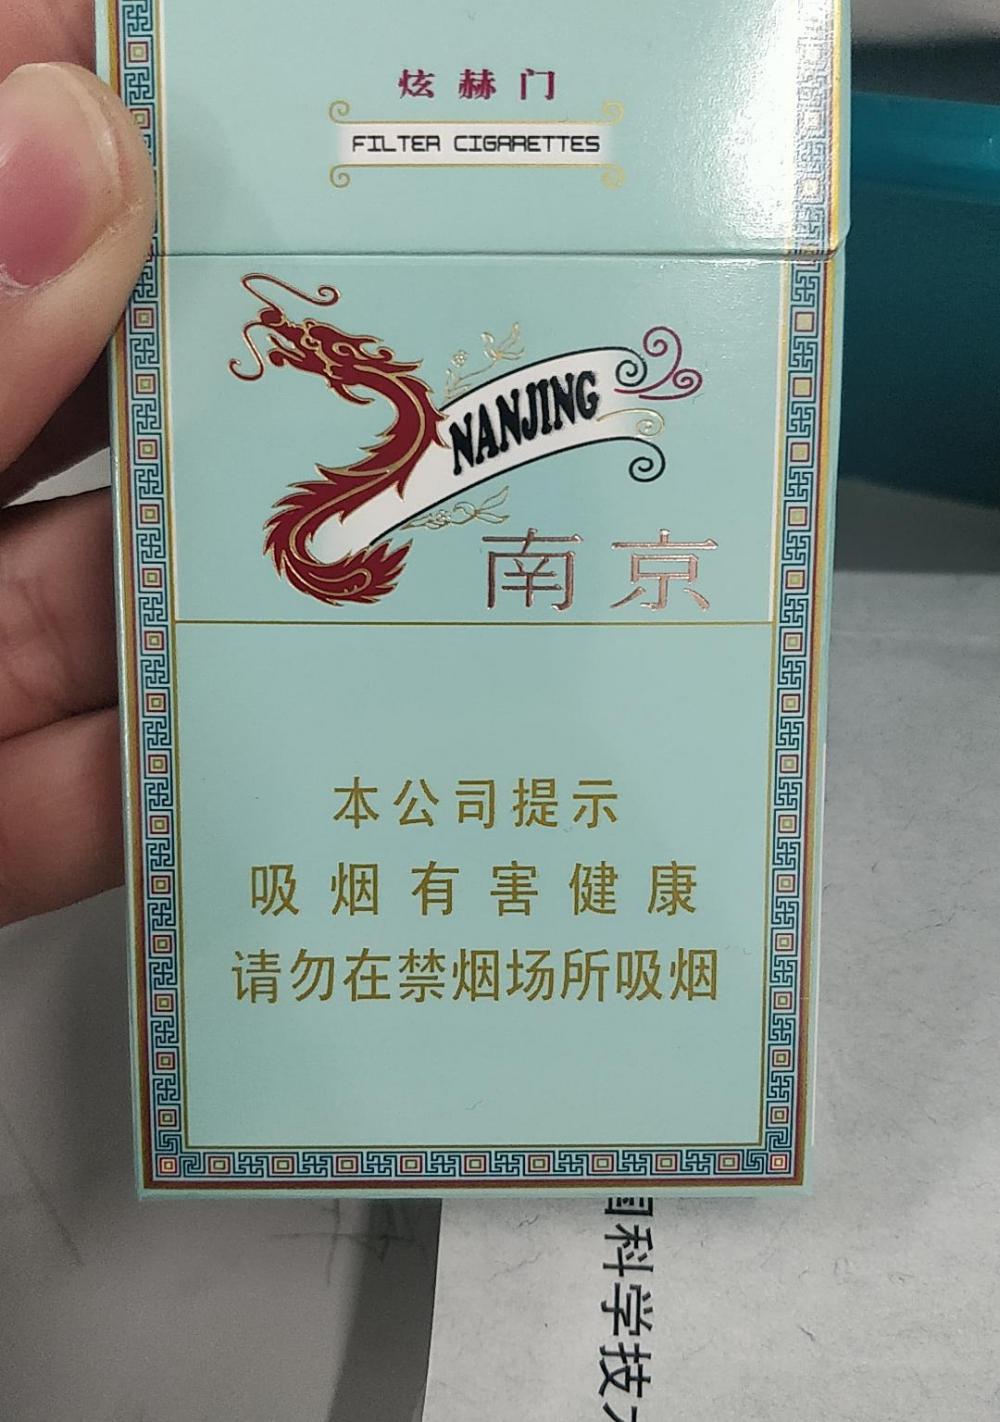 炫赫门
FILTER CIGARETTES
NANJING
南京
本公司提示
吸烟有害健康
请勿在禁烟场所吸烟
国科学技